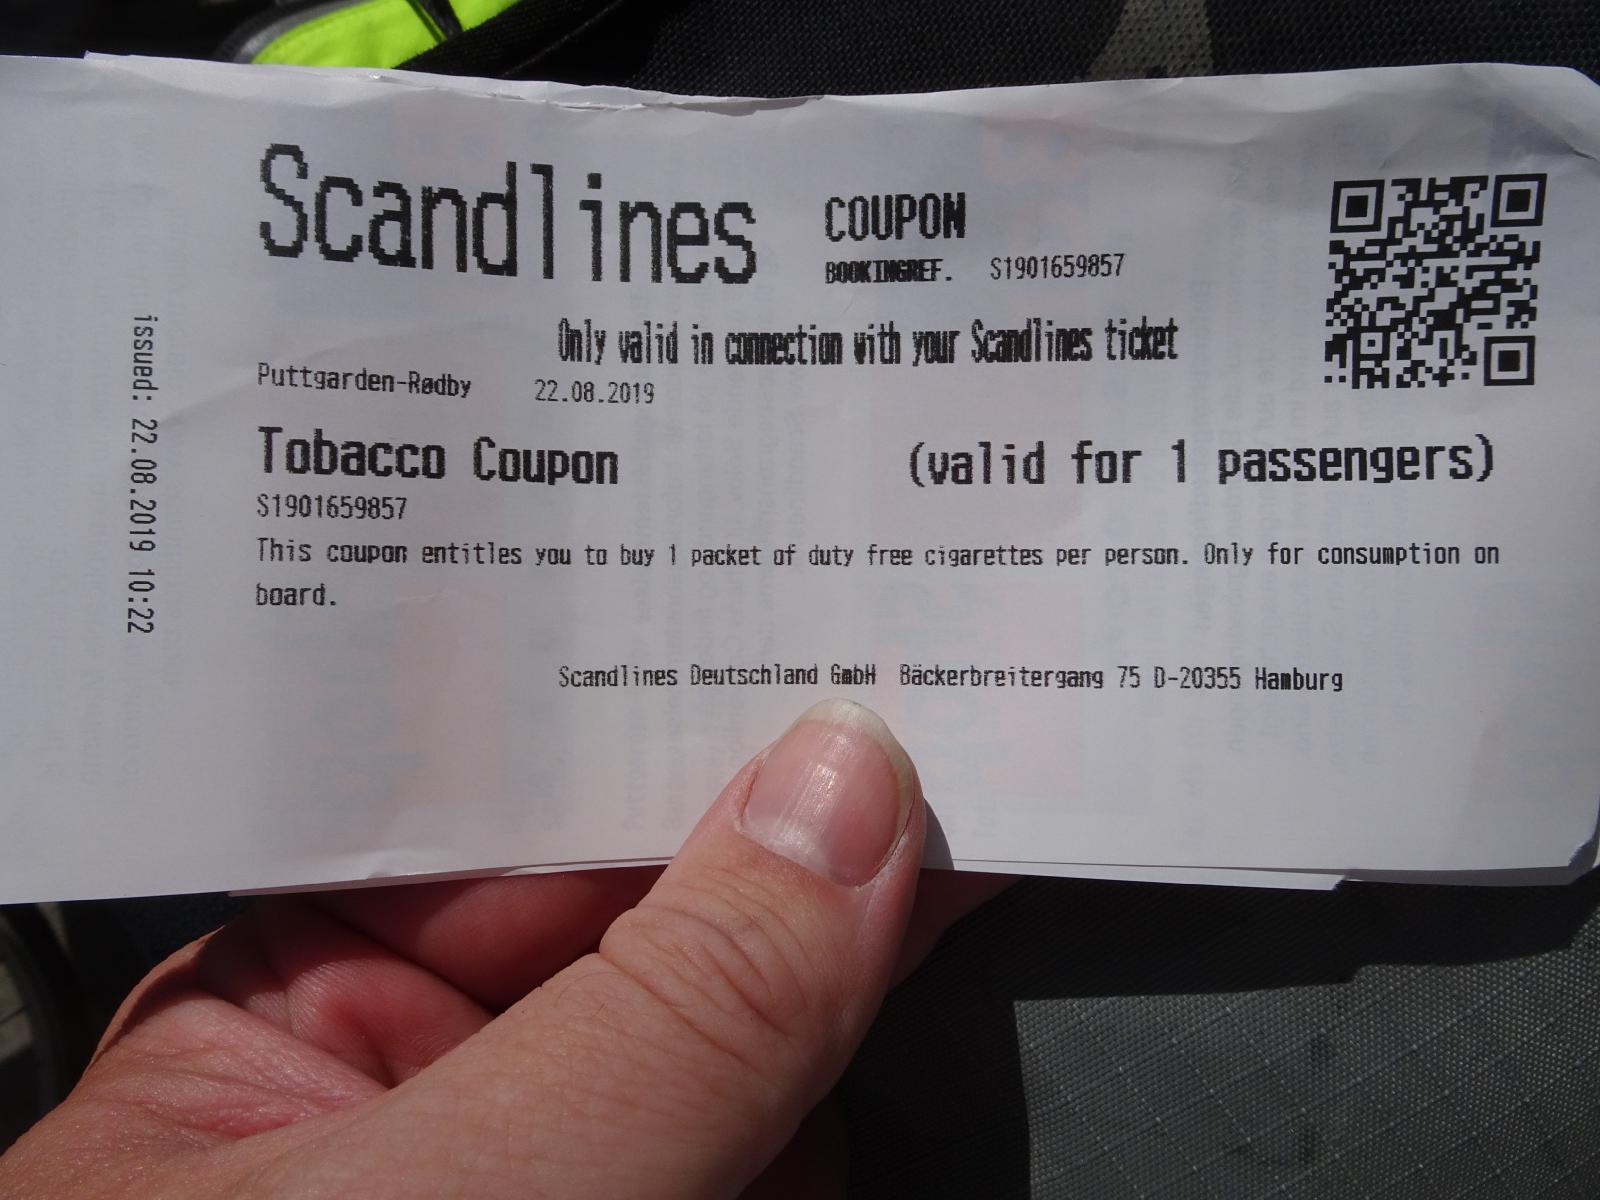 Scandlines
COUPON
BOOKINGREF. S1901659857
Only valid in connection with your Scandlines ticket
Puttgarden-Rødby 22.08.2019
Tobacco Coupon (valid for 1 passengers)
S1901659857
This coupon entitles you to buy 1 packet of duty free cigarettes per person. Only for consumption on
board.
Scandlines Deutschland GmbH Bäckerbreitergang 75 D-20355 Hamburg
issued: 22.08.2019 10:22